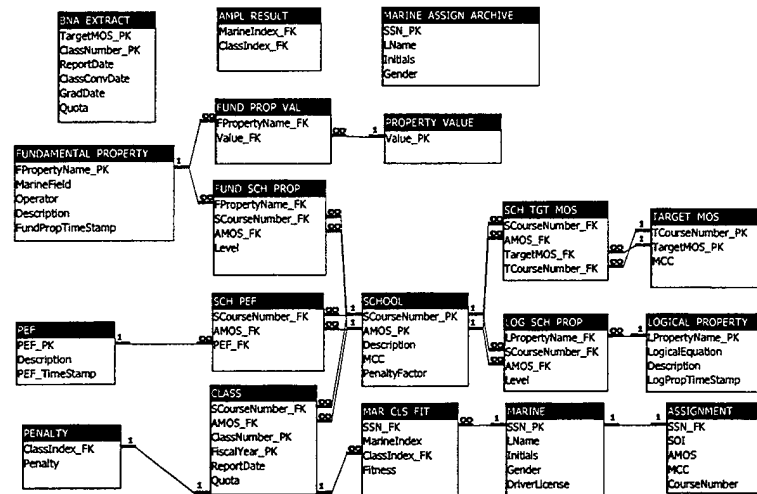 BNA EXTRACT
TargetMOS_PK
ClassNumber_PK
ReportDate
ClassConvDate
GradDate
Quota
AMPL RESULT
MarineIndex_FK
ClassIndex_FK
MARINE ASSIGN ARCHIVE
SSN_PK
LName
Initials
Gender
FUND PROP VAL
FPropertyName_FK
Value_FK
PROPERTY VALUE
Value_PK
FUNDAMENTAL PROPERTY
FPropertyName_PK
MarineField
Operator
Description
FundPropTimeStamp
FUND SCH PROP
FPropertyName_FK
SCourseNumber_FK
AMOS_FK
Level
SCH TGT MOS
SCourseNumber_FK
AMOS_FK
TargetMOS_FK
TCourseNumber_FK
TARGET MOS
TCourseNumber_PK
TargetMOS_PK
MCC
SCH PEF
SCourseNumber_FK
AMOS_FK
PEF_FK
SCHOOL
SCourseNumber_PK
AMOS_PK
Description
MCC
PenaltyFactor
LOG SCH PROP
LPropertyName_FK
SCourseNumber_FK
AMOS_FK
Level
LOGICAL PROPERTY
LPropertyName_PK
LogicalEquation
Description
LogPropTimeStamp
PEF
PEF_PK
Description
PEF_TimeStamp
CLASS
SCourseNumber_FK
AMOS_FK
ClassNumber_PK
FiscalYear_PK
ReportDate
Quota
PENALTY
ClassIndex_FK
Penalty
MAR CLS FIT
SSN_FK
MarineIndex
ClassIndex_FK
Fitness
MARINE
SSN_PK
LName
Initials
Gender
DriverLicense
ASSIGNMENT
SSN_FK
SOI
AMOS
MCC
CourseNumber